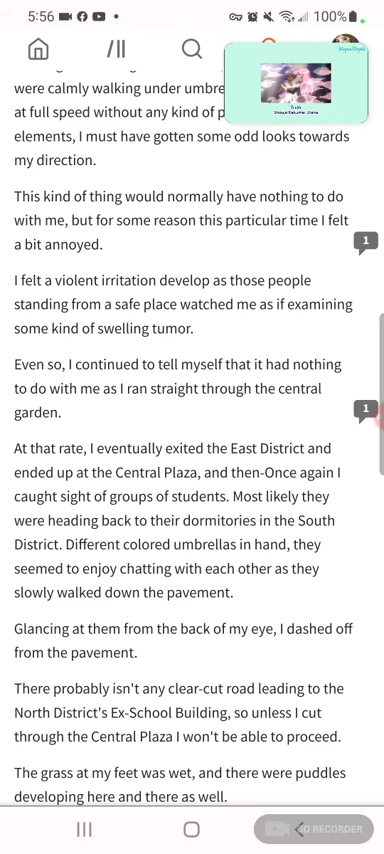 5:56
100%
were calmly walking under umbre
at full speed without any kind of p
elements, I must have gotten some odd looks towards
my direction.
This kind of thing would normally have nothing to do
with me, but for some reason this particular time I felt
a bit annoyed.
1
I felt a violent irritation develop as those people
standing from a safe place watched me as if examining
some kind of swelling tumor.
Even so, I continued to tell myself that it had nothing
to do with me as I ran straight through the central
garden.
1
At that rate, I eventually exited the East District and
ended up at the Central Plaza, and then-Once again I
caught sight of groups of students. Most likely they
were heading back to their dormitories in the South
District. Different colored umbrellas in hand, they
seemed to enjoy chatting with each other as they
slowly walked down the pavement.
Glancing at them from the back of my eye, I dashed off
from the pavement.
There probably isn't any clear-cut road leading to the
North District's Ex-School Building, so unless I cut
through the Central Plaza I won't be able to proceed.
The grass at my feet was wet, and there were puddles
developing here and there as well.
GO RECORDER